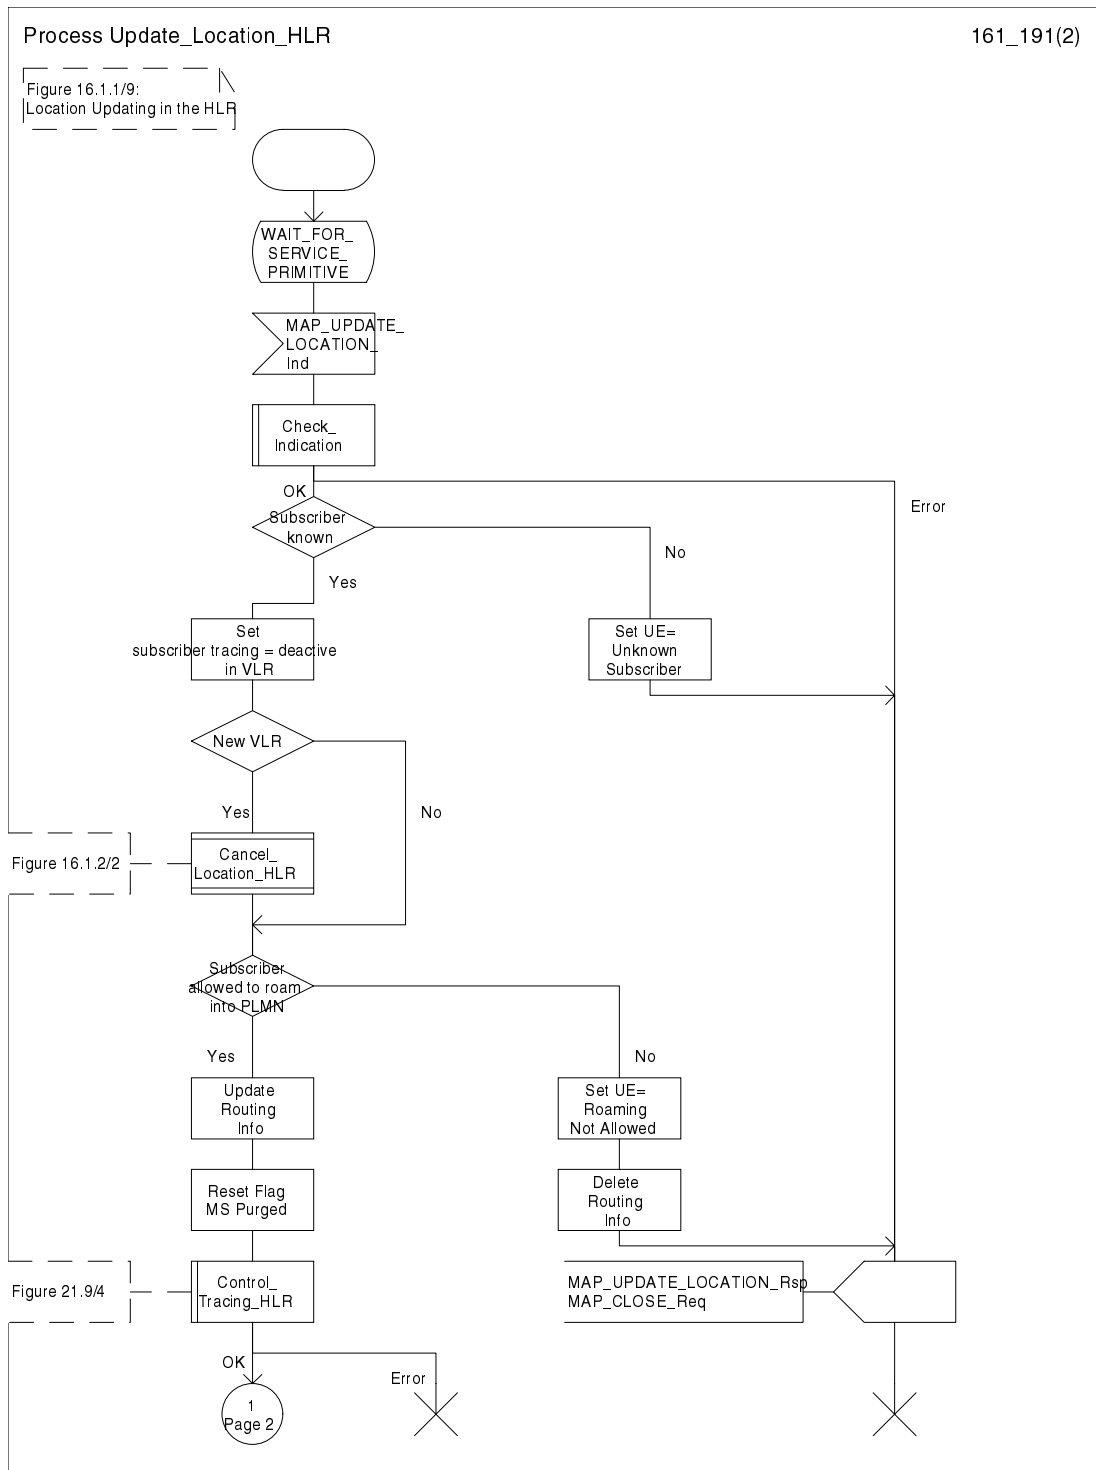 Process Update_Location_HLR
161_191(2)
Figure 16.1.1/9:
Location Updating in the HLR
WAIT_FOR_
SERVICE_
PRIMITIVE
MAP_UPDATE_
LOCATION_
Ind
Check_
Indication
OK
Error
Subscriber
known
No
Yes
Set
subscriber tracing = deactive
in VLR
Set UE=
Unknown
Subscriber
New VLR
Yes
No
Figure 16.1.2/2
Cancel_
Location_HLR
Subscriber
allowed to roam
into PLMN
Yes
No
Update
Routing
Info
Set UE=
Roaming
Not Allowed
Reset Flag
MS Purged
Delete
Routing
Info
Figure 21.9/4
Control_
Tracing_HLR
MAP_UPDATE_LOCATION_Rsp
MAP_CLOSE_Req
OK
Error
1
Page 2